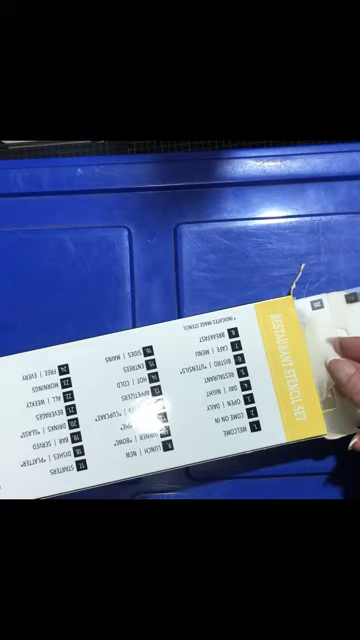 RESTAURANT STENCIL SET
1. WELCOME
2. COME ON IN
3. OPEN | DAILY
4. DAY | NIGHT
5. RESTAURANT
6. BISTRO | *UTENSILS*
7. CAFE | MENU
8. BREAKFAST
* INDICATES IMAGE STENCIL
9. LUNCH | NEW
DINNER | *BOWL*
*CUPCAKE*
13. APPETIZERS
14. HOT | COLD
15. ENTREES
16. SIDES | MAINS
17. STARTERS
18. DISHES | *PLATTER*
19. BAR | SERVED
20. DRINKS | *GLASS*
21. BEVERAGES
22. ALL | WEEKLY
23. MORNINGS
24. FREE | EVERY